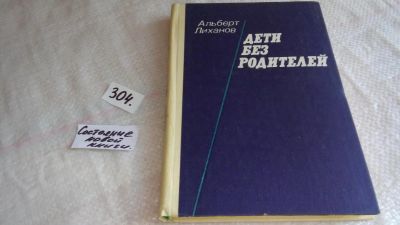 Альберт
Лиханов
ДЕТИ
БЕЗ
РОДИТЕЛЕЙ
304.
Состояние
новой
книги.